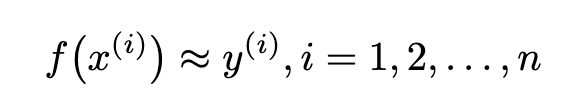 f(x⁽ⁱ⁾) ≈ y⁽ⁱ⁾, i = 1, 2, . . . , n